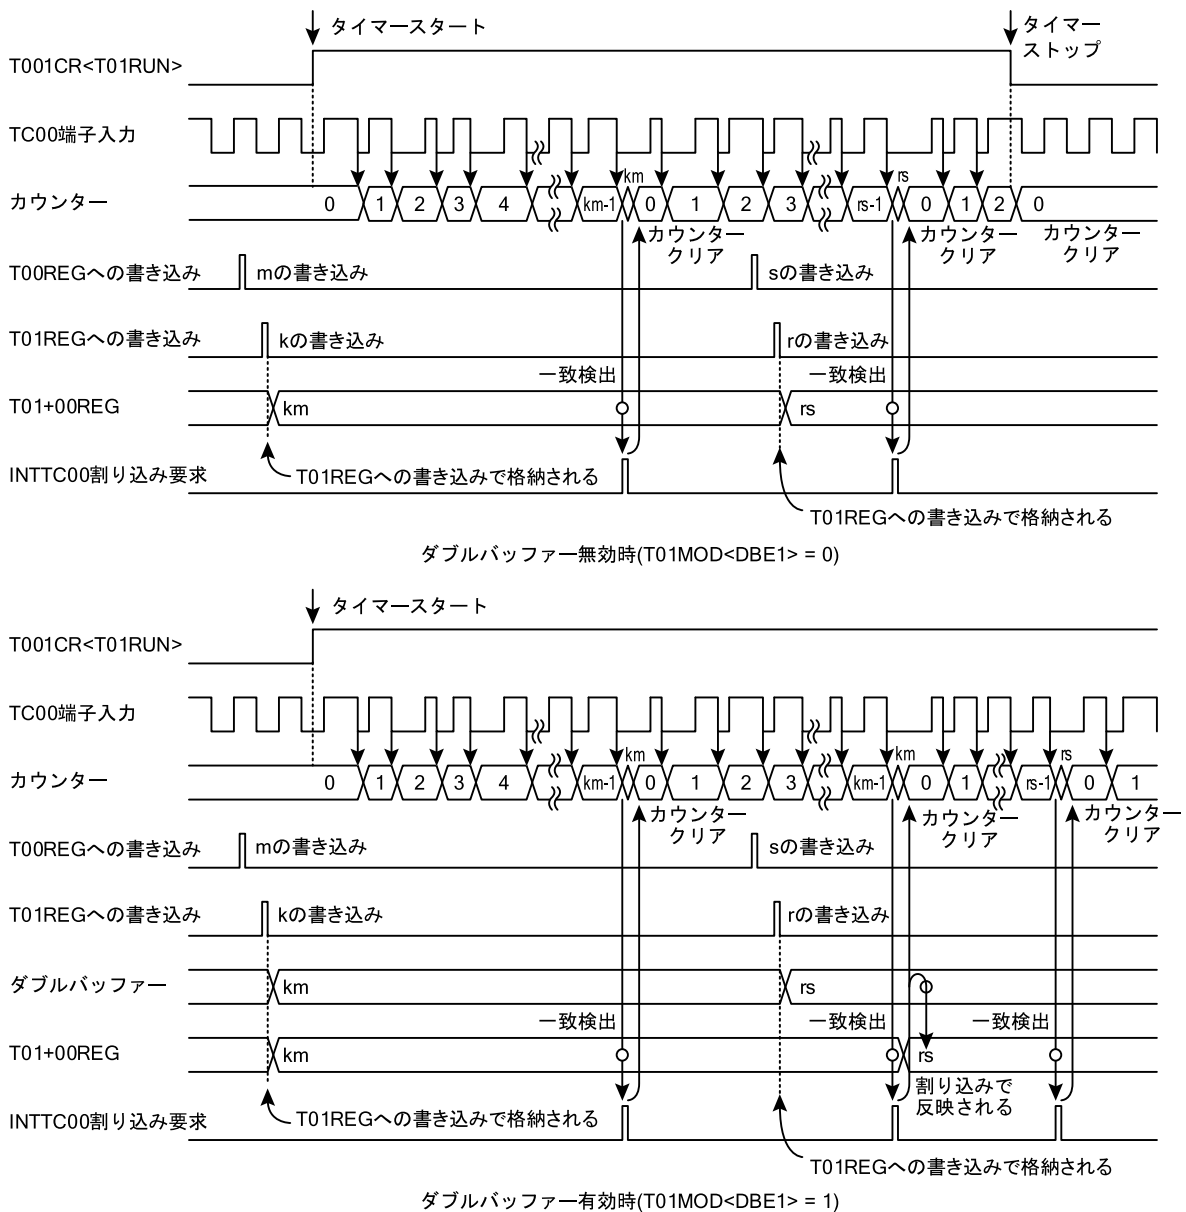 タイマースタート
タイマー
ストップ
T001CR<T01RUN>
TC00端子入力
km
rs
カウンター
0 1 2 3 4 km-1 0 1 2 3 rs-1 0 1 2 0
カウンター
クリア
カウンター
クリア
カウンター
クリア
T00REGへの書き込み
mの書き込み
sの書き込み
T01REGへの書き込み
kの書き込み
rの書き込み
一致検出
一致検出
T01+00REG
km
rs
INTTC00割り込み要求
T01REGへの書き込みで格納される
T01REGへの書き込みで格納される
ダブルバッファー無効時(T01MOD<DBE1> = 0)
タイマースタート
T001CR<T01RUN>
TC00端子入力
km
km
rs
カウンター
0 1 2 3 4 km-1 0 1 2 3 km-1 0 1 rs-1 0 1
カウンター
クリア
カウンター
クリア
カウンター
クリア
T00REGへの書き込み
mの書き込み
sの書き込み
T01REGへの書き込み
kの書き込み
rの書き込み
ダブルバッファー
km
rs
一致検出
一致検出
一致検出
T01+00REG
km
rs
割り込みで
反映される
INTTC00割り込み要求
T01REGへの書き込みで格納される
T01REGへの書き込みで格納される
ダブルバッファー有効時(T01MOD<DBE1> = 1)